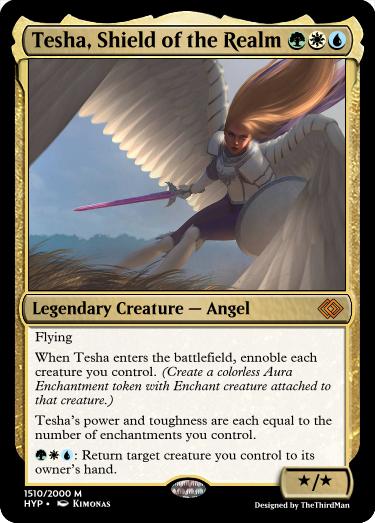 Tesha, Shield of the Realm
Legendary Creature — Angel
Flying
When Tesha enters the battlefield, ennoble each
creature you control. (Create a colorless Aura
Enchantment token with Enchant creature attached to
that creature.)
Tesha's power and toughness are each equal to the
number of enchantments you control.
: Return target creature you control to its
owner's hand.
*/*
1510/2000 M
HYP • Kimonas
Designed by TheThirdMan